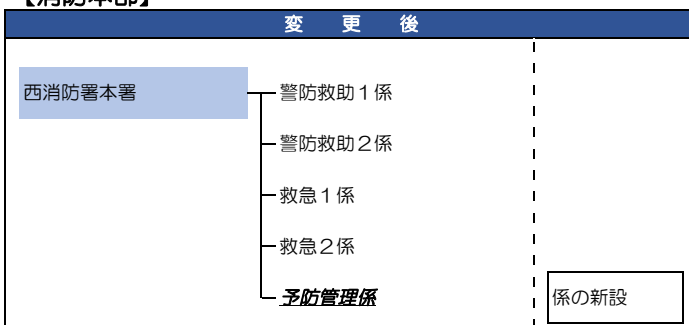 【消防本部】
変　更　後
西消防署本署
警防救助１係
警防救助２係
救急１係
救急２係
予防管理係
係の新設